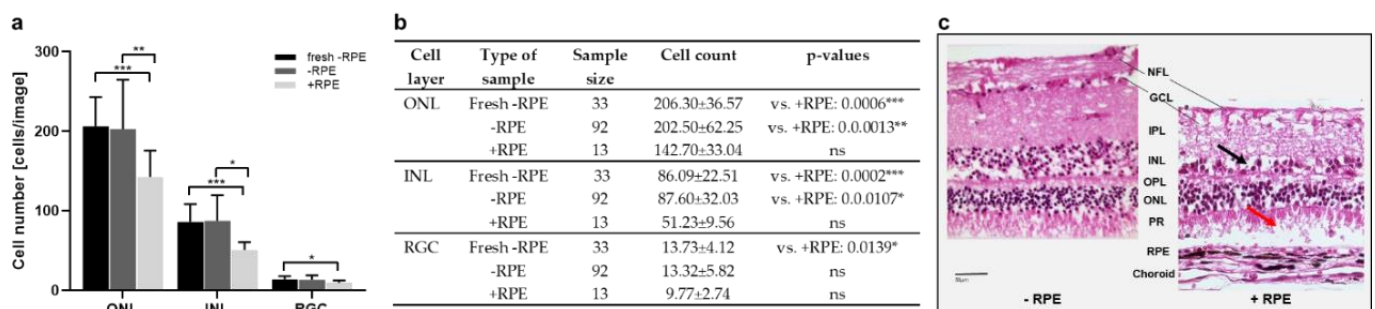 a
300
200
100
0
Cell number [cells/image]
fresh -RPE
-RPE
+RPE
***
**
***
*
*
ONL INL RGC
b
Cell layer Type of sample Sample size Cell count p-values
ONL Fresh -RPE 33 206.30±36.57 vs. +RPE: 0.0006***
-RPE 92 202.50±62.25 vs. +RPE: 0.0.0013**
+RPE 13 142.70±33.04 ns
INL Fresh -RPE 33 86.09±22.51 vs. +RPE: 0.0002***
-RPE 92 87.60±32.03 vs. +RPE: 0.0.0107*
+RPE 13 51.23±9.56 ns
RGC Fresh -RPE 33 13.73±4.12 vs. +RPE: 0.0139*
-RPE 92 13.32±5.82 ns
+RPE 13 9.77±2.74 ns
c
NFL
GCL
IPL
INL
OPL
ONL
PR
RPE
Choroid
- RPE
+ RPE